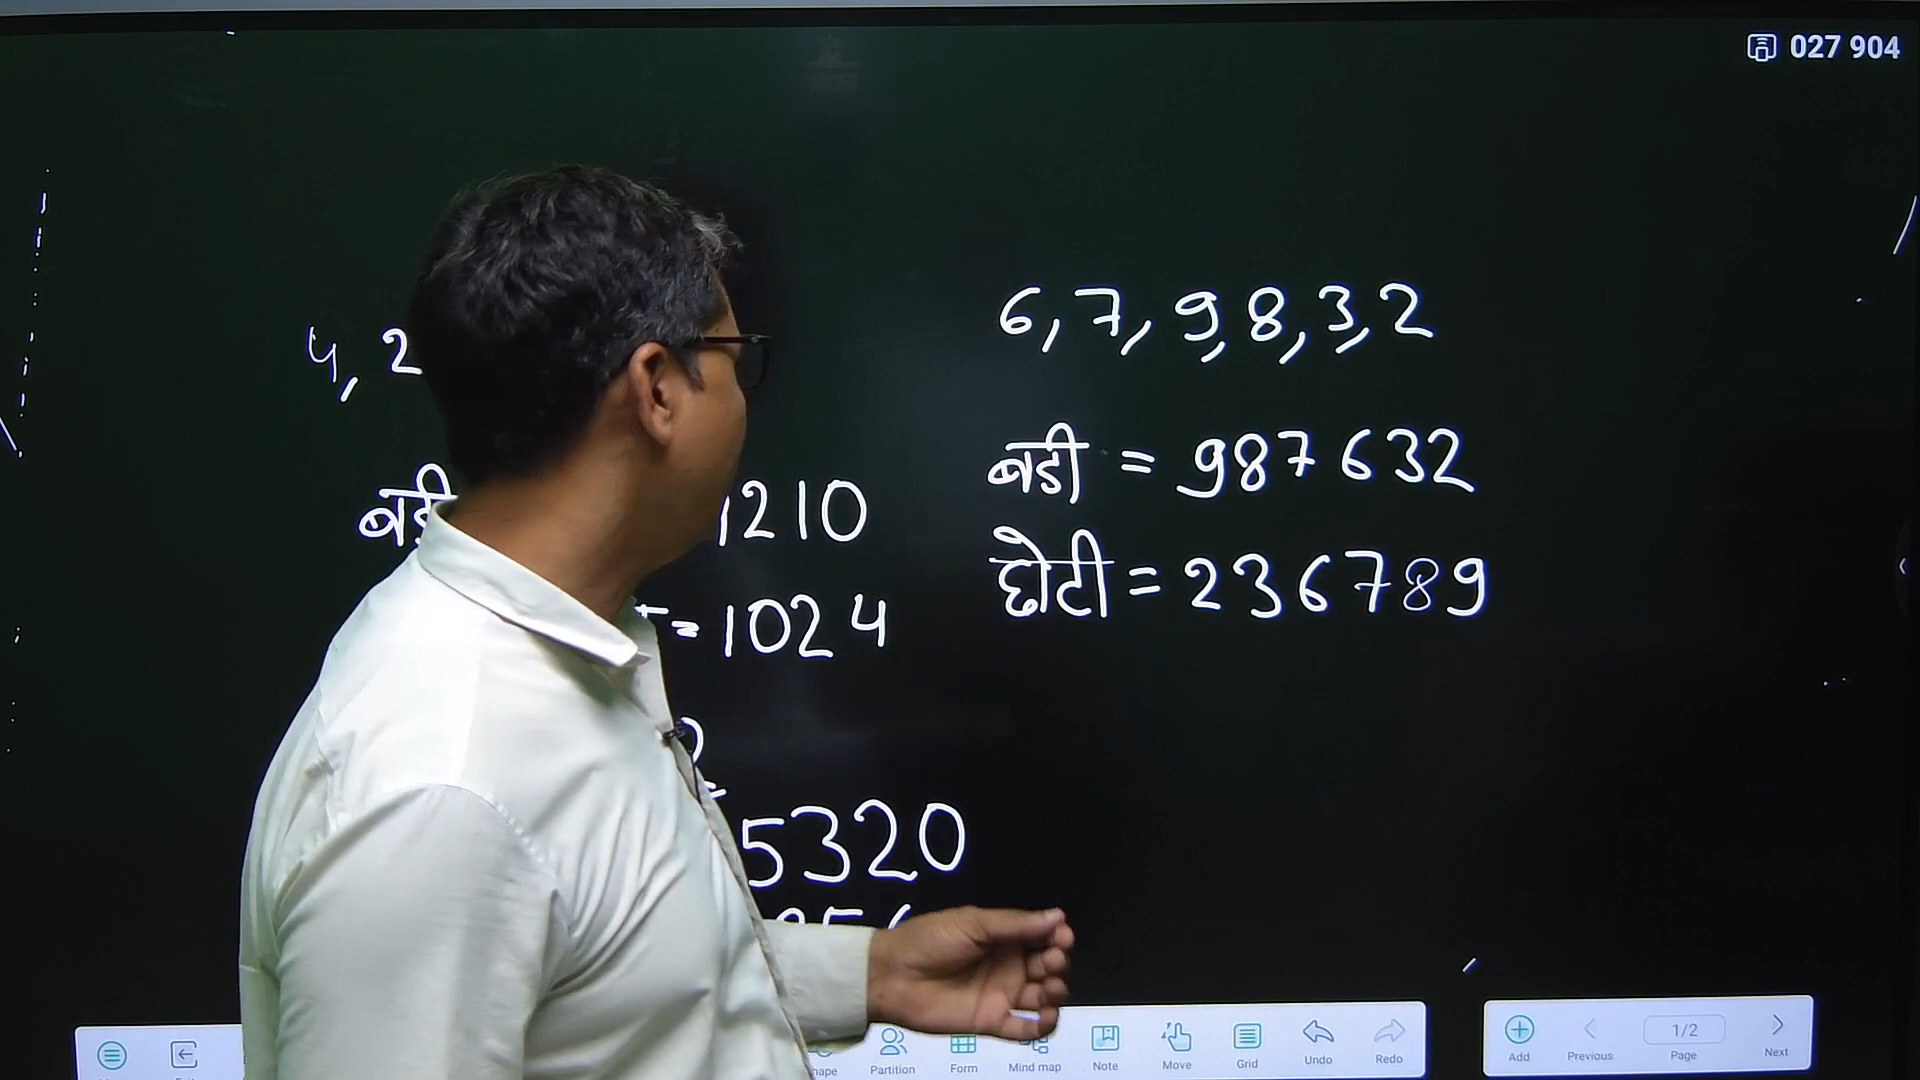 027 904
4, 2
6, 7, 9, 8, 3, 2
बडी
1210
बडी = 987632
= 1024
छोटी = 236789
5320
Partition
Form
Mind map
Note
Move
Grid
Undo
Redo
Add
Previous
1/2
Page
Next